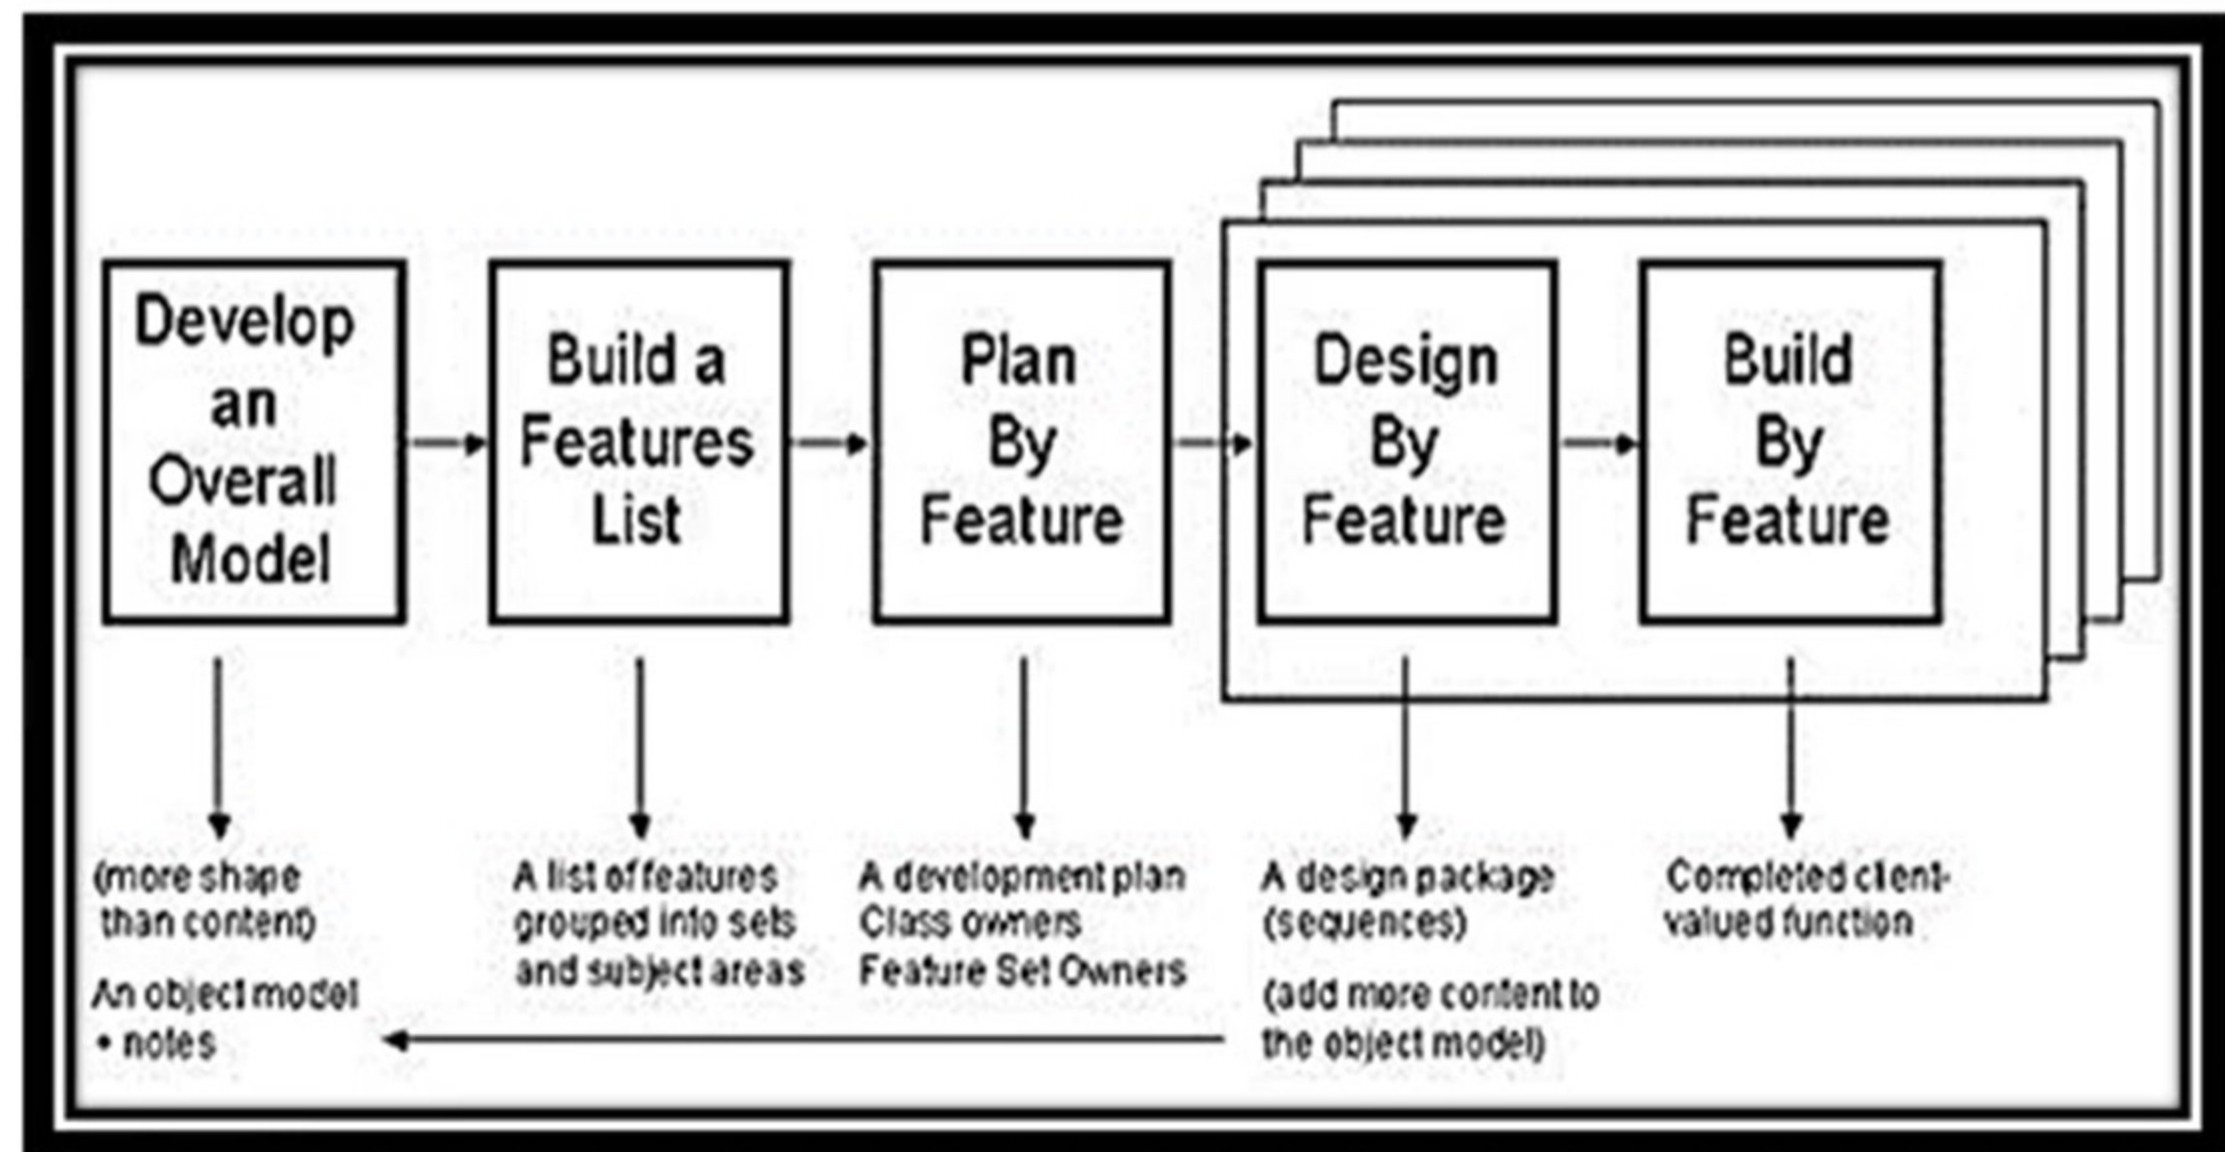 Develop
an
Overall
Model
Build a
Features
List
Plan
By
Feature
Design
By
Feature
Build
By
Feature
(more shape
than content)
An object model
• notes
A list of features
grouped into sets
and subject areas
A development plan
Class owners
Feature Set Owners
A design package
(sequences)
(add more content to
the object model)
Completed client-
valued function